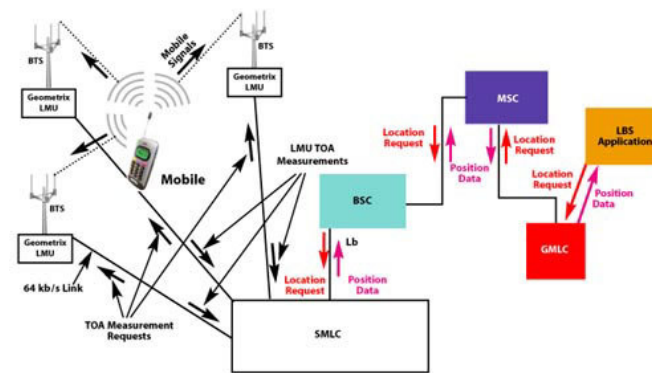 BTS
Geometrix
LMU
Mobile
Signals
BTS
Geometrix
LMU
Mobile
BTS
Geometrix
LMU
64 kb/s Link
TOA Measurement
Requests
LMU TOA
Measurements
MSC
Location
Request
Position
Data
Location
Request
LBS
Application
Location
Request
Position
Data
BSC
GMLC
Lb
Location
Request
Position
Data
SMLC